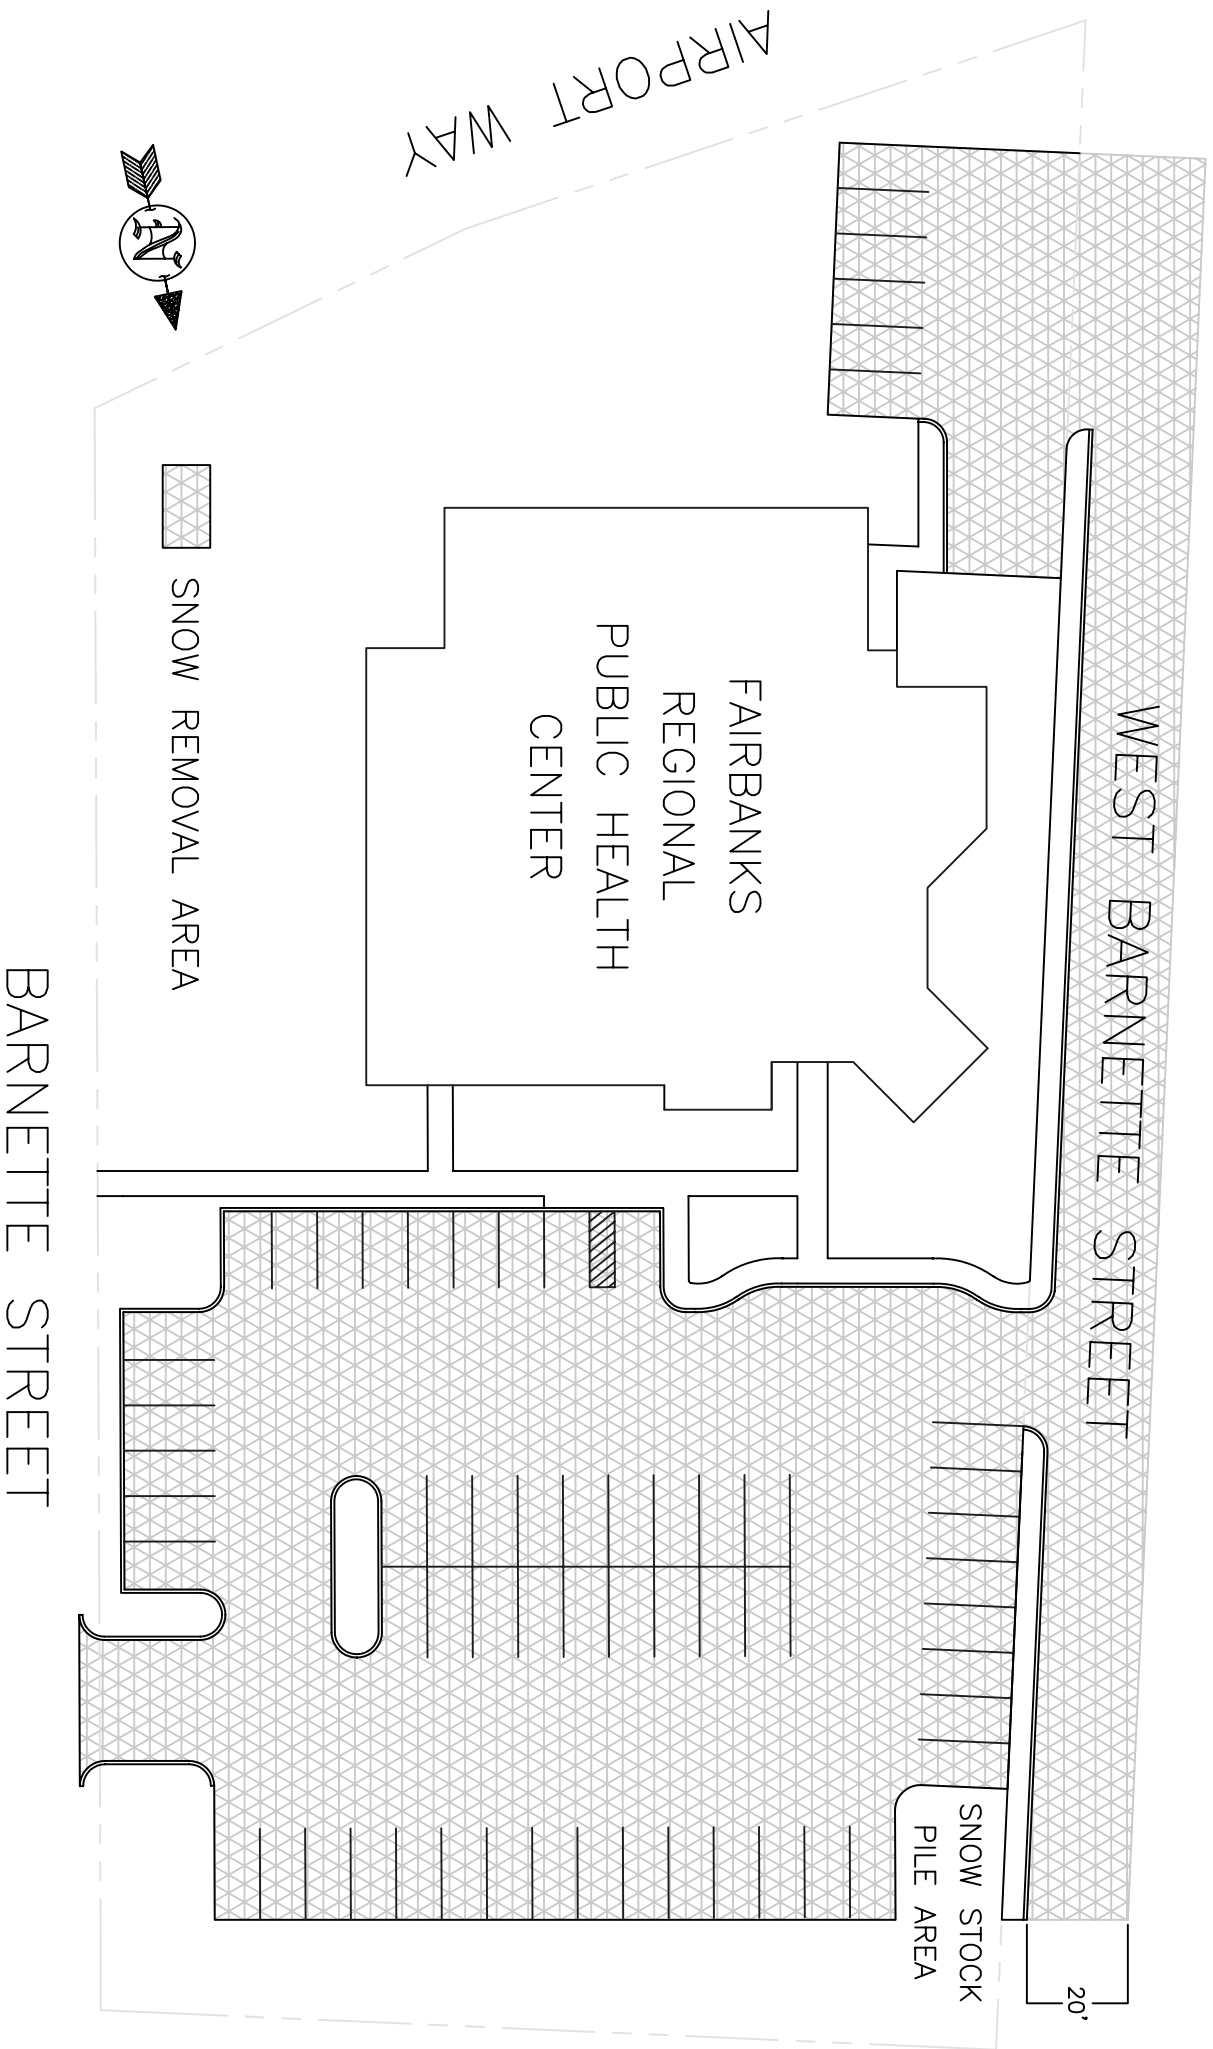 AIRPORT WAY
N
WEST BARNETTE STREET
FAIRBANKS
REGIONAL
PUBLIC HEALTH
CENTER
SNOW REMOVAL AREA
BARNETTE STREET
SNOW STOCK
PILE AREA
20'